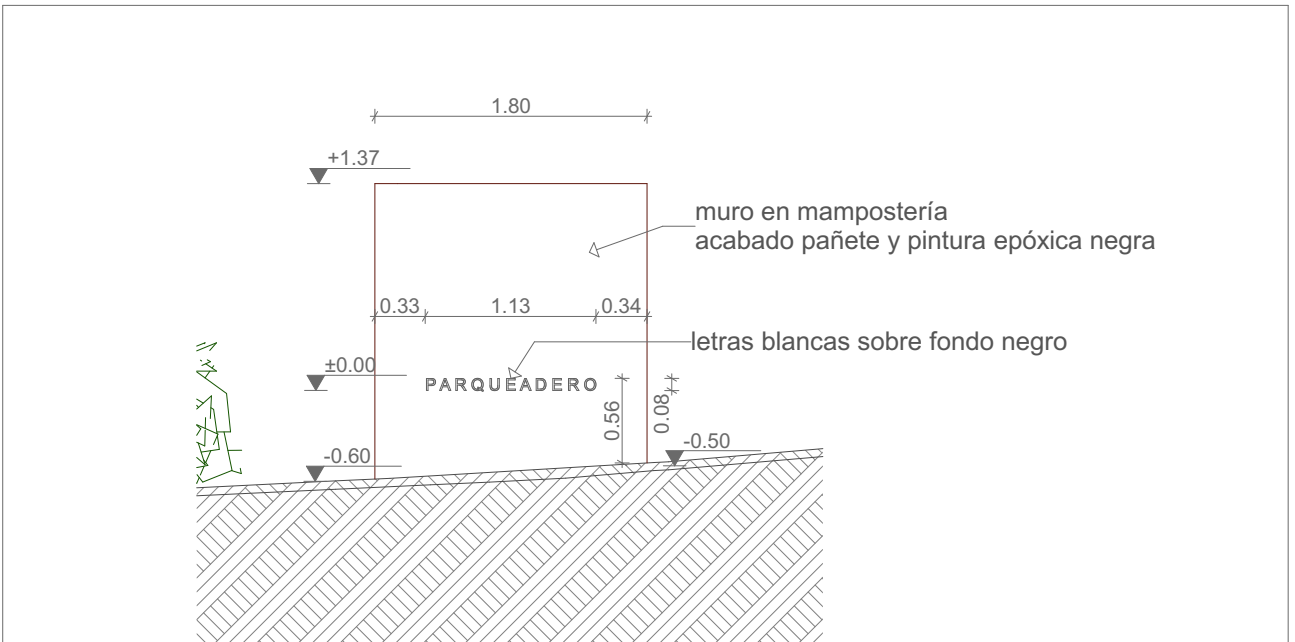 1.80
+1.37
muro en mampostería
acabado pañete y pintura epóxica negra
0.33 1.13 0.34
letras blancas sobre fondo negro
±0.00
PARQUEADERO
0.56
0.08
-0.50
-0.60